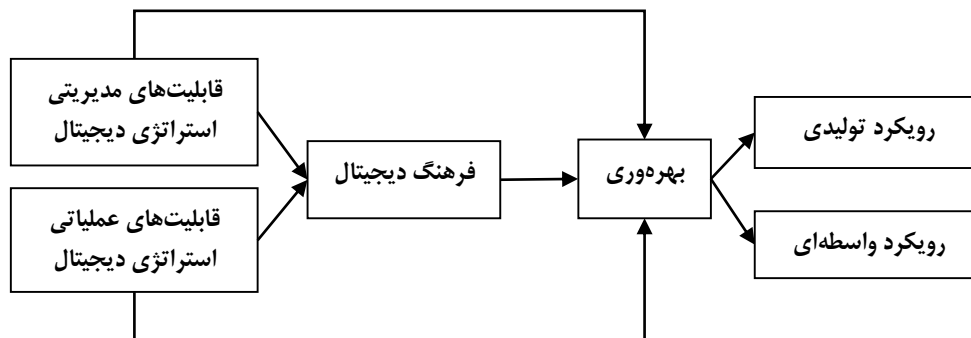 قابلیت‌های مدیریتی
استراتژی دیجیتال
قابلیت‌های عملیاتی
استراتژی دیجیتال
فرهنگ دیجیتال
بهره‌وری
رویکرد تولیدی
رویکرد واسطه‌ای